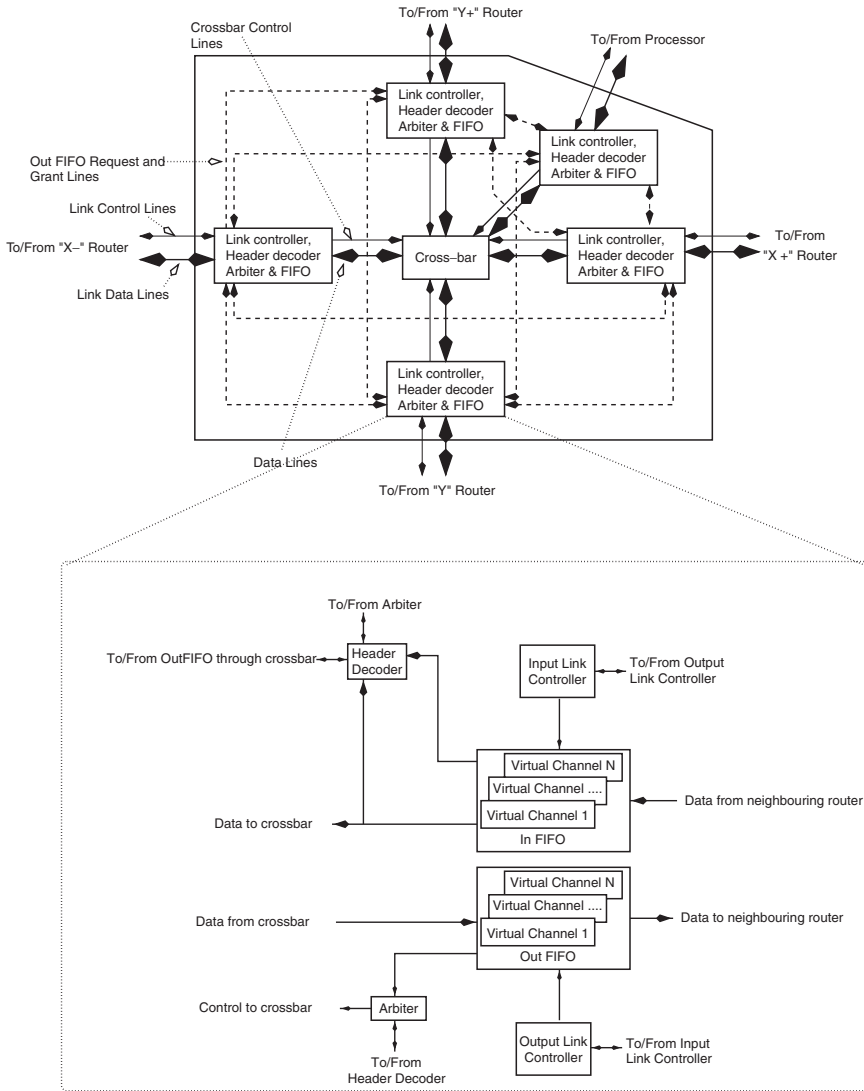 To/From "Y+" Router
Crossbar Control
Lines
To/From Processor
Link controller,
Header decoder
Arbiter & FIFO
Link controller,
Header decoder
Arbiter & FIFO
Out FIFO Request and
Grant Lines
Link Control Lines
To/From "X–" Router
Link Data Lines
Link controller,
Header decoder
Arbiter & FIFO
Cross–bar
Link controller,
Header decoder
Arbiter & FIFO
To/From
"X +" Router
Link controller,
Header decoder
Arbiter & FIFO
Data Lines
To/From "Y" Router
To/From Arbiter
To/From OutFIFO through crossbar
Header
Decoder
Input Link
Controller
To/From Output
Link Controller
Virtual Channel N
Virtual Channel ....
Virtual Channel 1
In FIFO
Data from neighbouring router
Data to crossbar
Virtual Channel N
Virtual Channel ....
Virtual Channel 1
Out FIFO
Data from crossbar
Data to neighbouring router
Control to crossbar
Arbiter
To/From
Header Decoder
Output Link
Controller
To/From Input
Link Controller